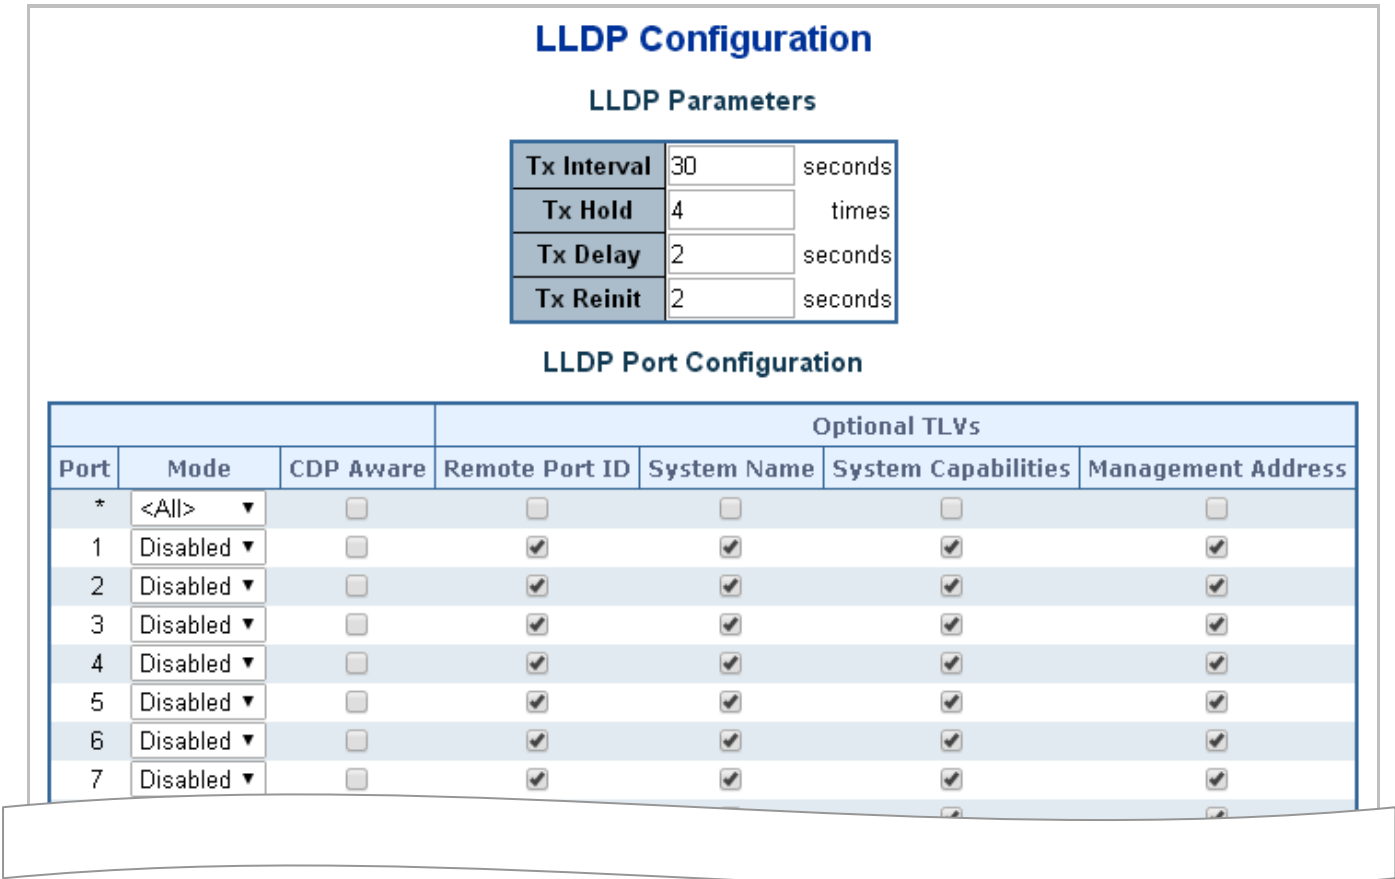 LLDP Configuration
LLDP Parameters
Tx Interval 30 seconds
Tx Hold 4 times
Tx Delay 2 seconds
Tx Reinit 2 seconds
LLDP Port Configuration
Optional TLVs
Port Mode CDP Aware Remote Port ID System Name System Capabilities Management Address
* <All>
1 Disabled
2 Disabled
3 Disabled
4 Disabled
5 Disabled
6 Disabled
7 Disabled